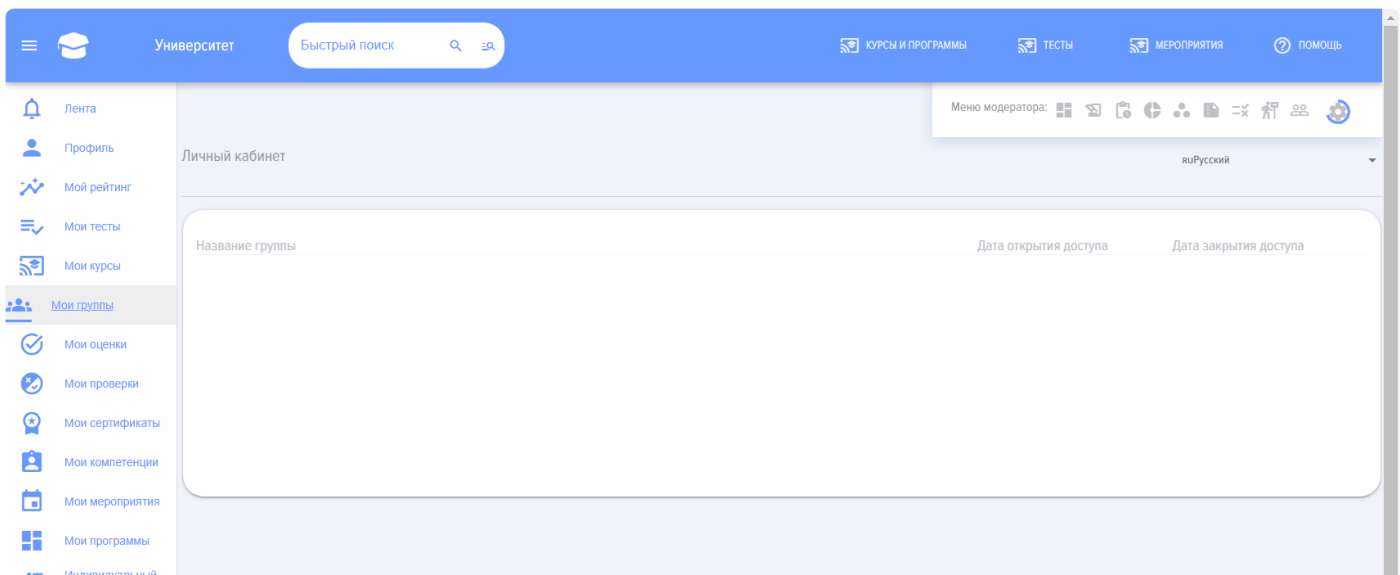 Университет
Быстрый поиск
КУРСЫ И ПРОГРАММЫ
ТЕСТЫ
МЕРОПРИЯТИЯ
ПОМОЩЬ
Меню модератора:
Лента
Профиль
Мой рейтинг
Мои тесты
Мои курсы
Мои группы
Мои оценки
Мои проверки
Мои сертификаты
Мои компетенции
Мои мероприятия
Мои программы
Индивидуальный
Личный кабинет
ruРусский
Название группы
Дата открытия доступа
Дата закрытия доступа